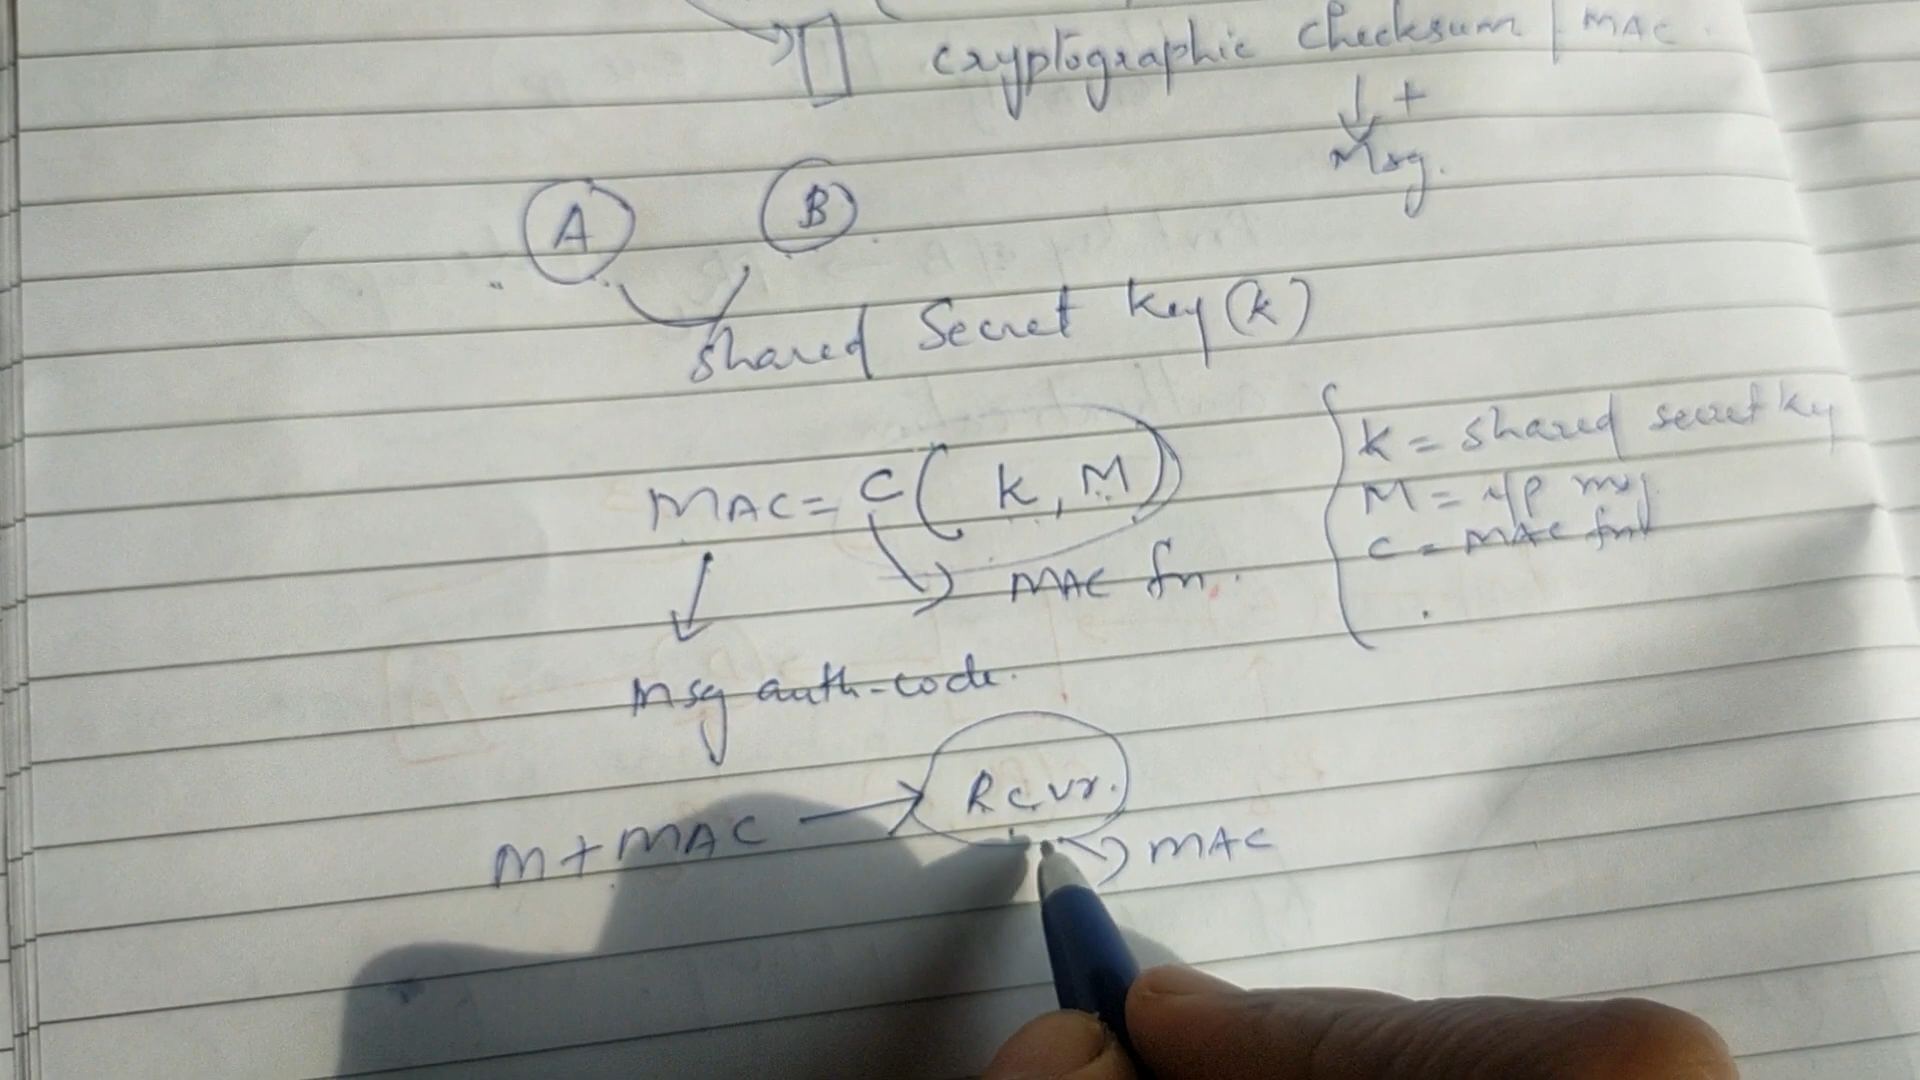 cryptographic checksum / MAC.
+
Msg.
A B
Shared Secret key (k)
MAC = C ( k, M )
MAC fn.
msg auth-code.
k = shared secret key
M = i/p msg
C = MAC fn
M + MAC → Rcvr.
MAC